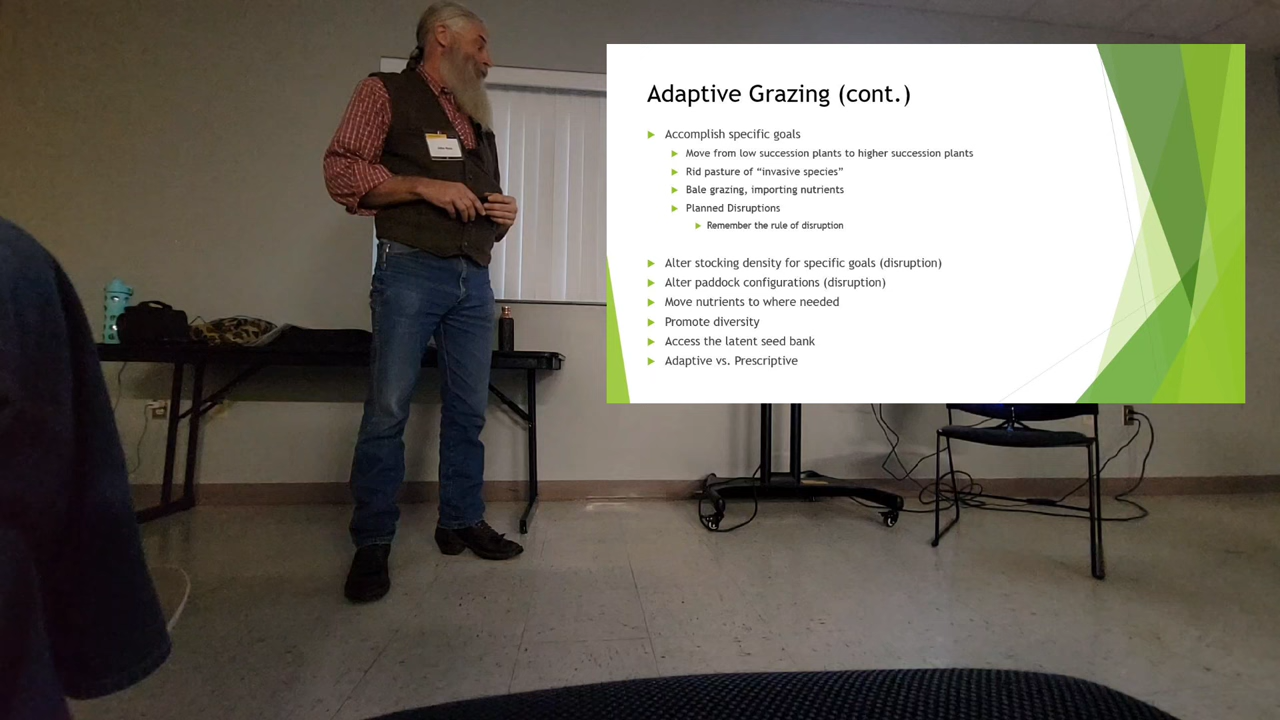 Adaptive Grazing (cont.)
Accomplish specific goals
Move from low succession plants to higher succession plants
Rid pasture of “invasive species”
Bale grazing, importing nutrients
Planned Disruptions
Remember the rule of disruption
Alter stocking density for specific goals (disruption)
Alter paddock configurations (disruption)
Move nutrients to where needed
Promote diversity
Access the latent seed bank
Adaptive vs. Prescriptive